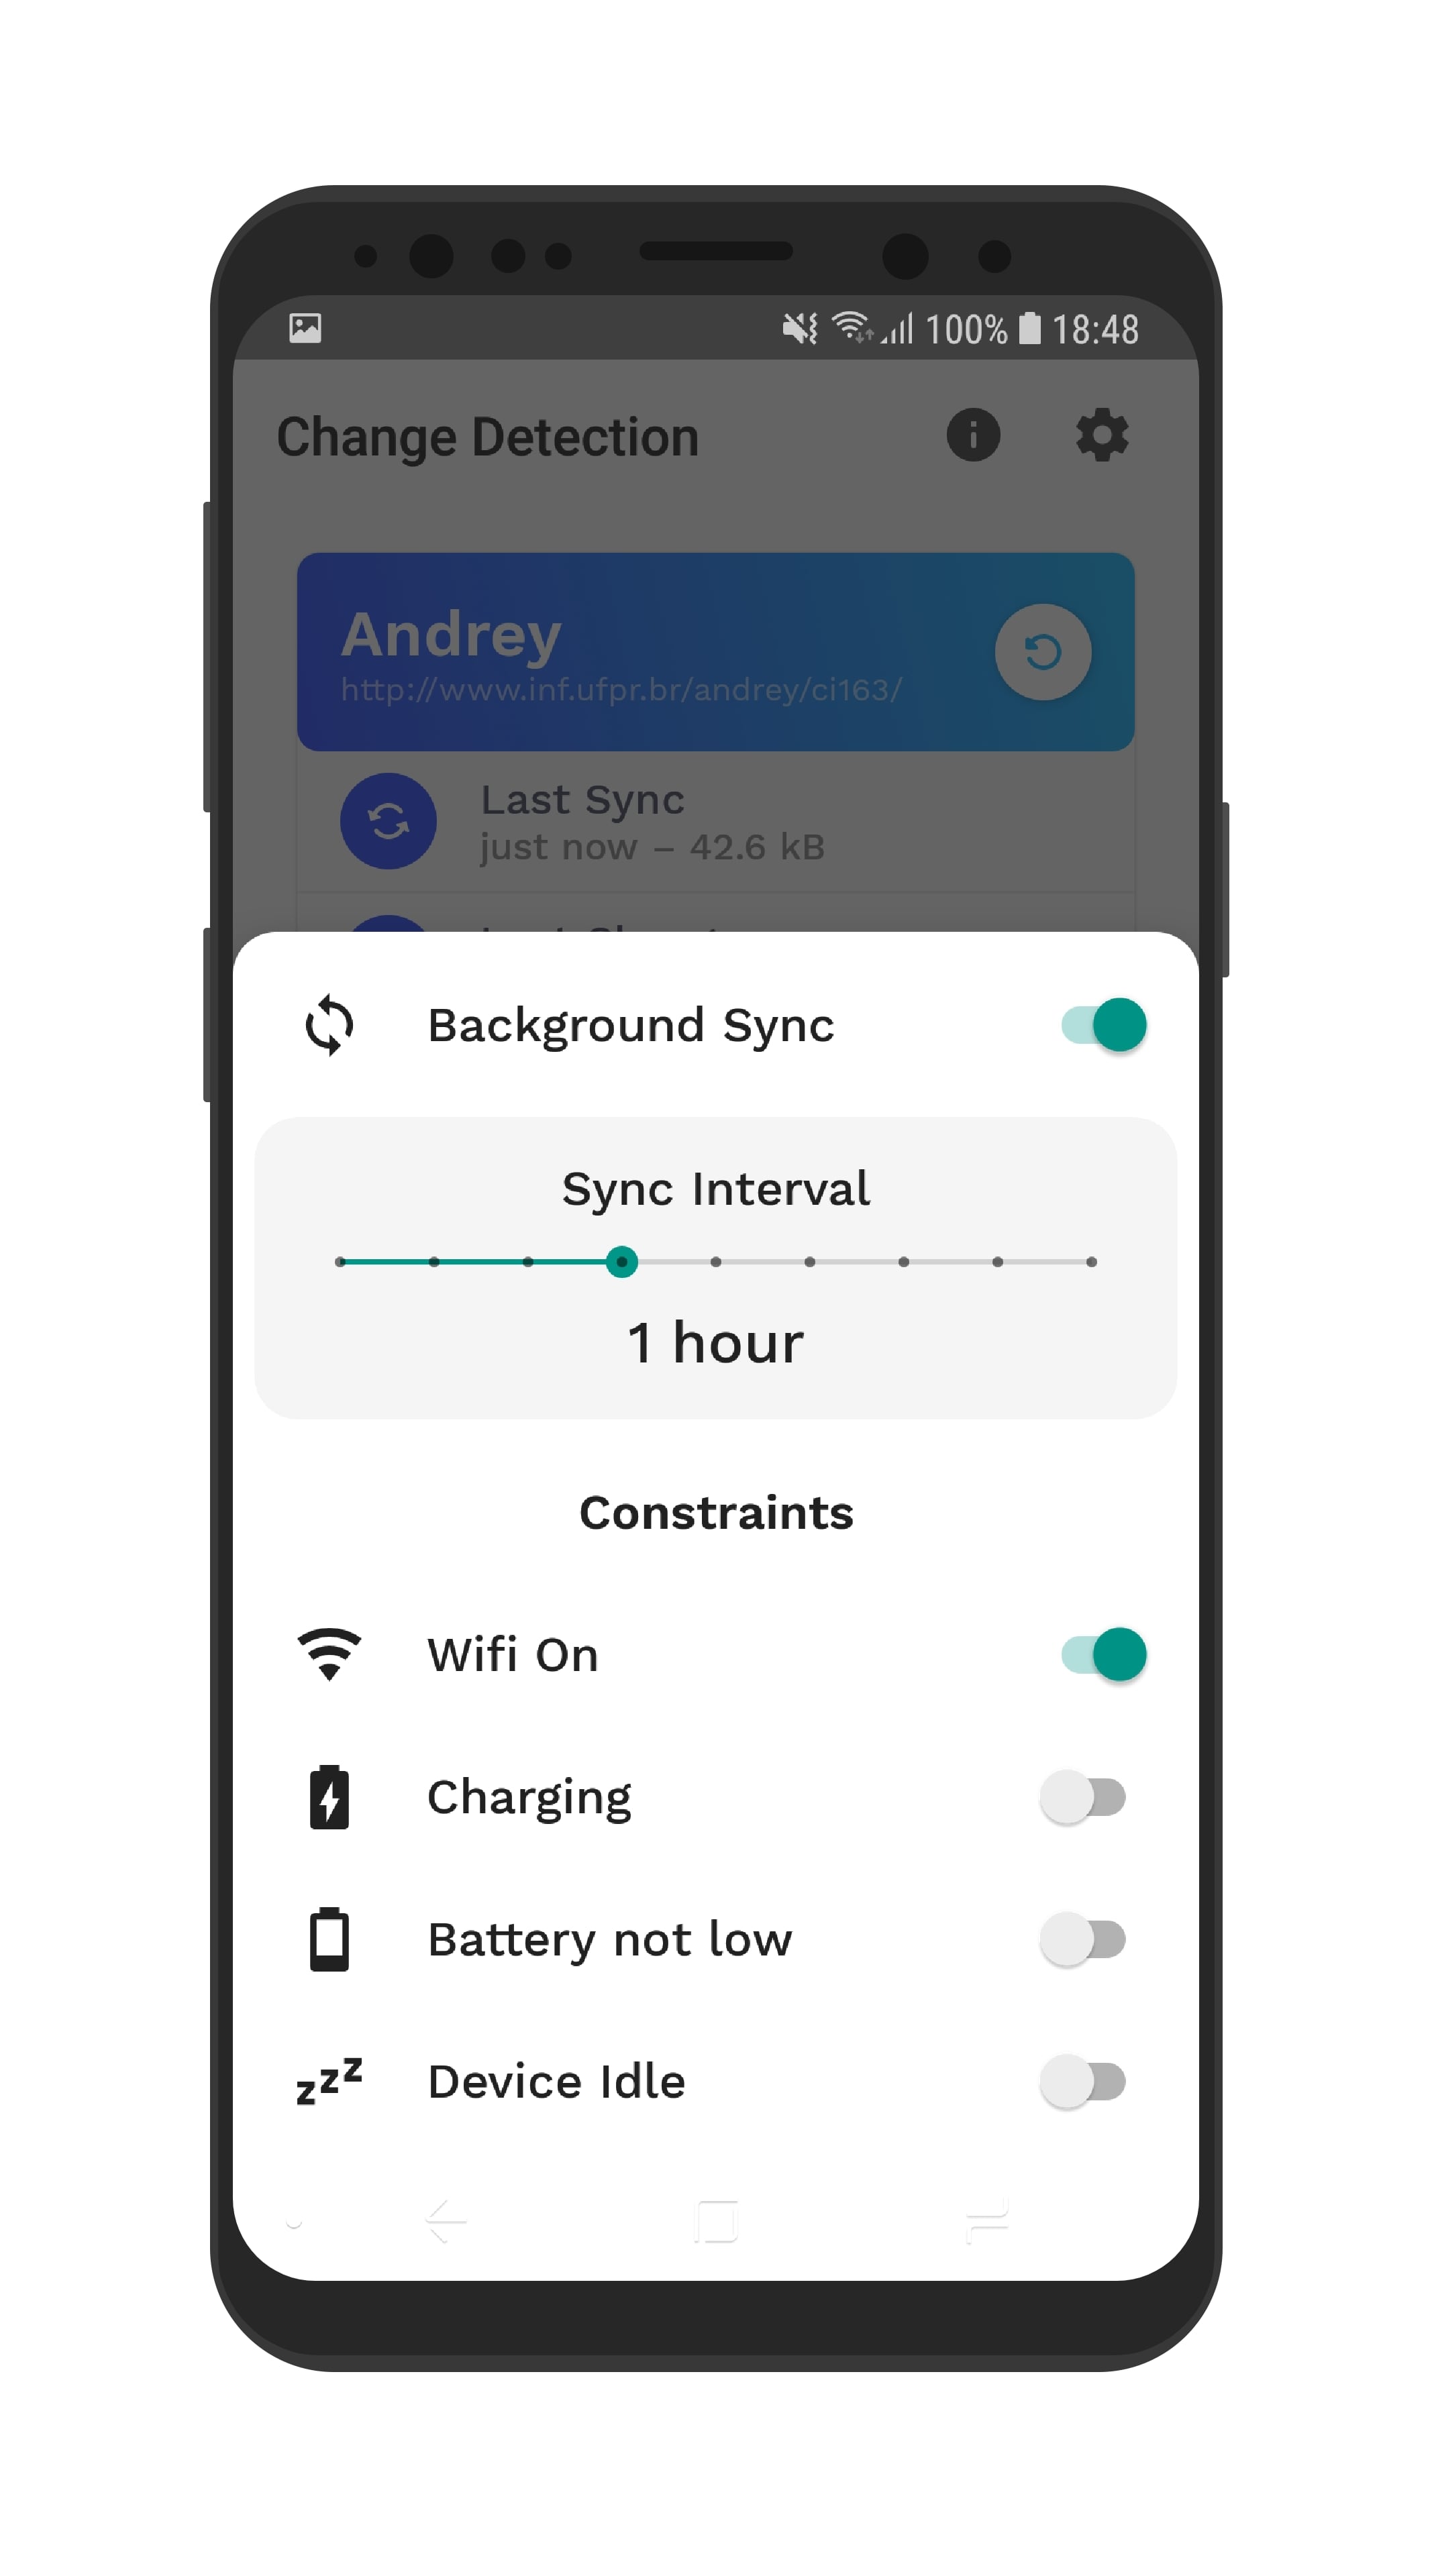 100% 18:48
Change Detection
Andrey
http://www.inf.ufpr.br/andrey/ci163/
Last Sync
just now – 42.6 kB
Background Sync
Sync Interval
1 hour
Constraints
Wifi On
Charging
Battery not low
zzz Device Idle